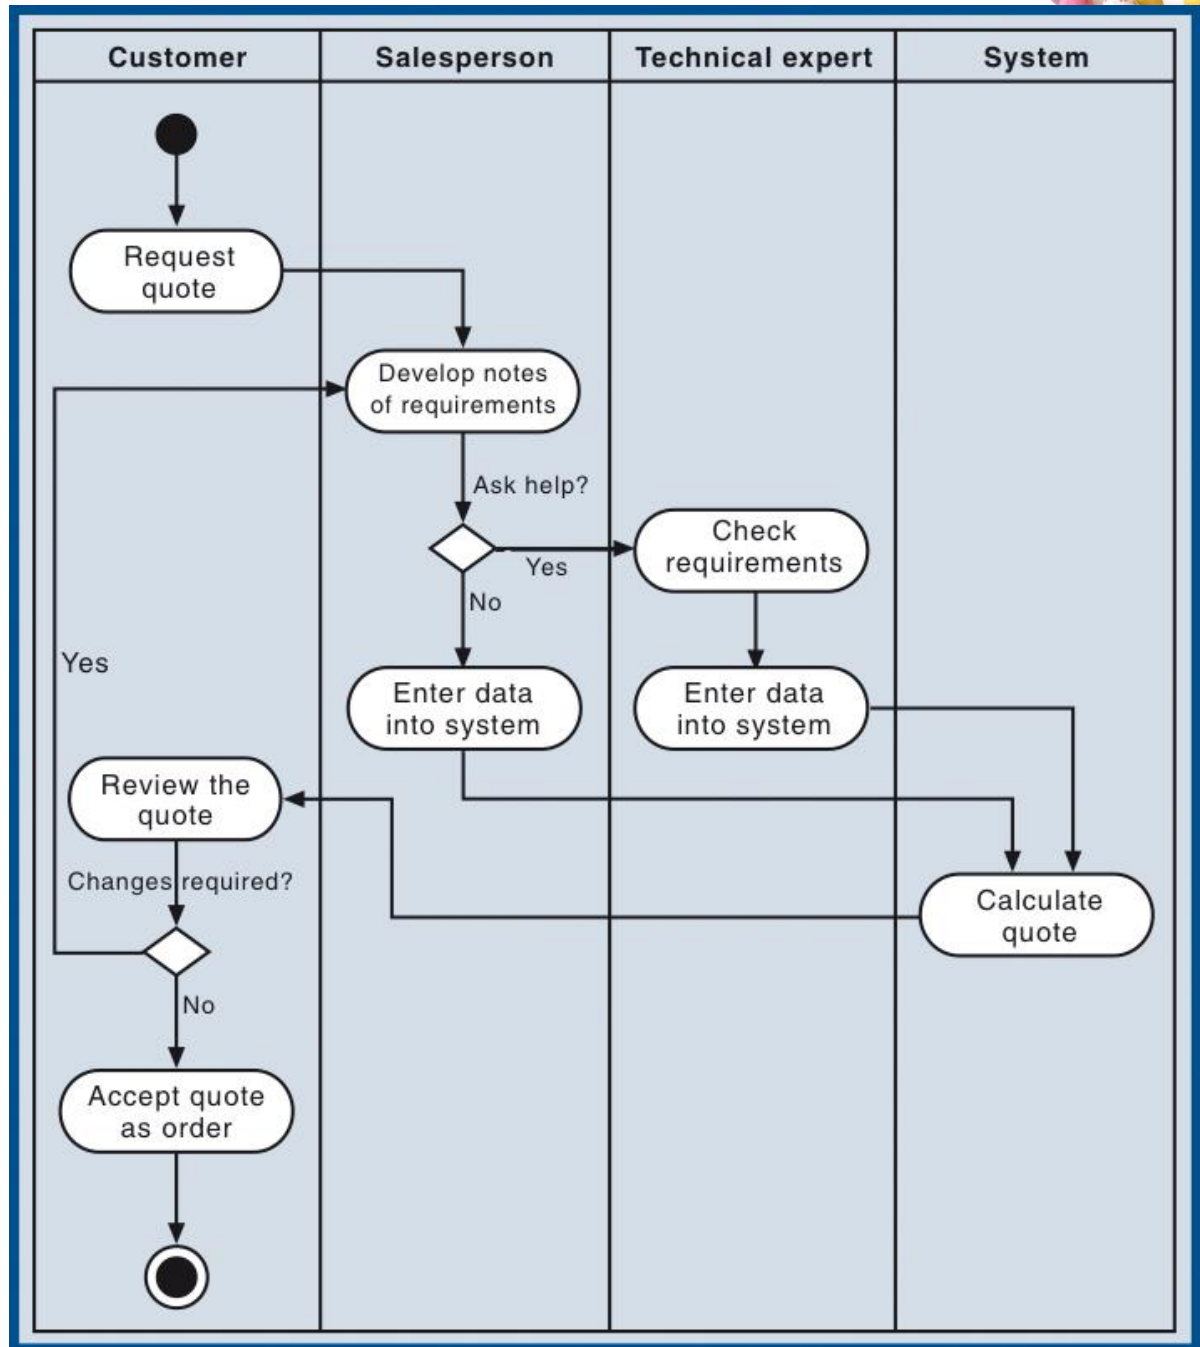 Customer
Salesperson
Technical expert
System
Request
quote
Develop notes
of requirements
Ask help?
Check
requirements
Yes
No
Yes
Enter data
into system
Enter data
into system
Review the
quote
Changes required?
Calculate
quote
No
Accept quote
as order